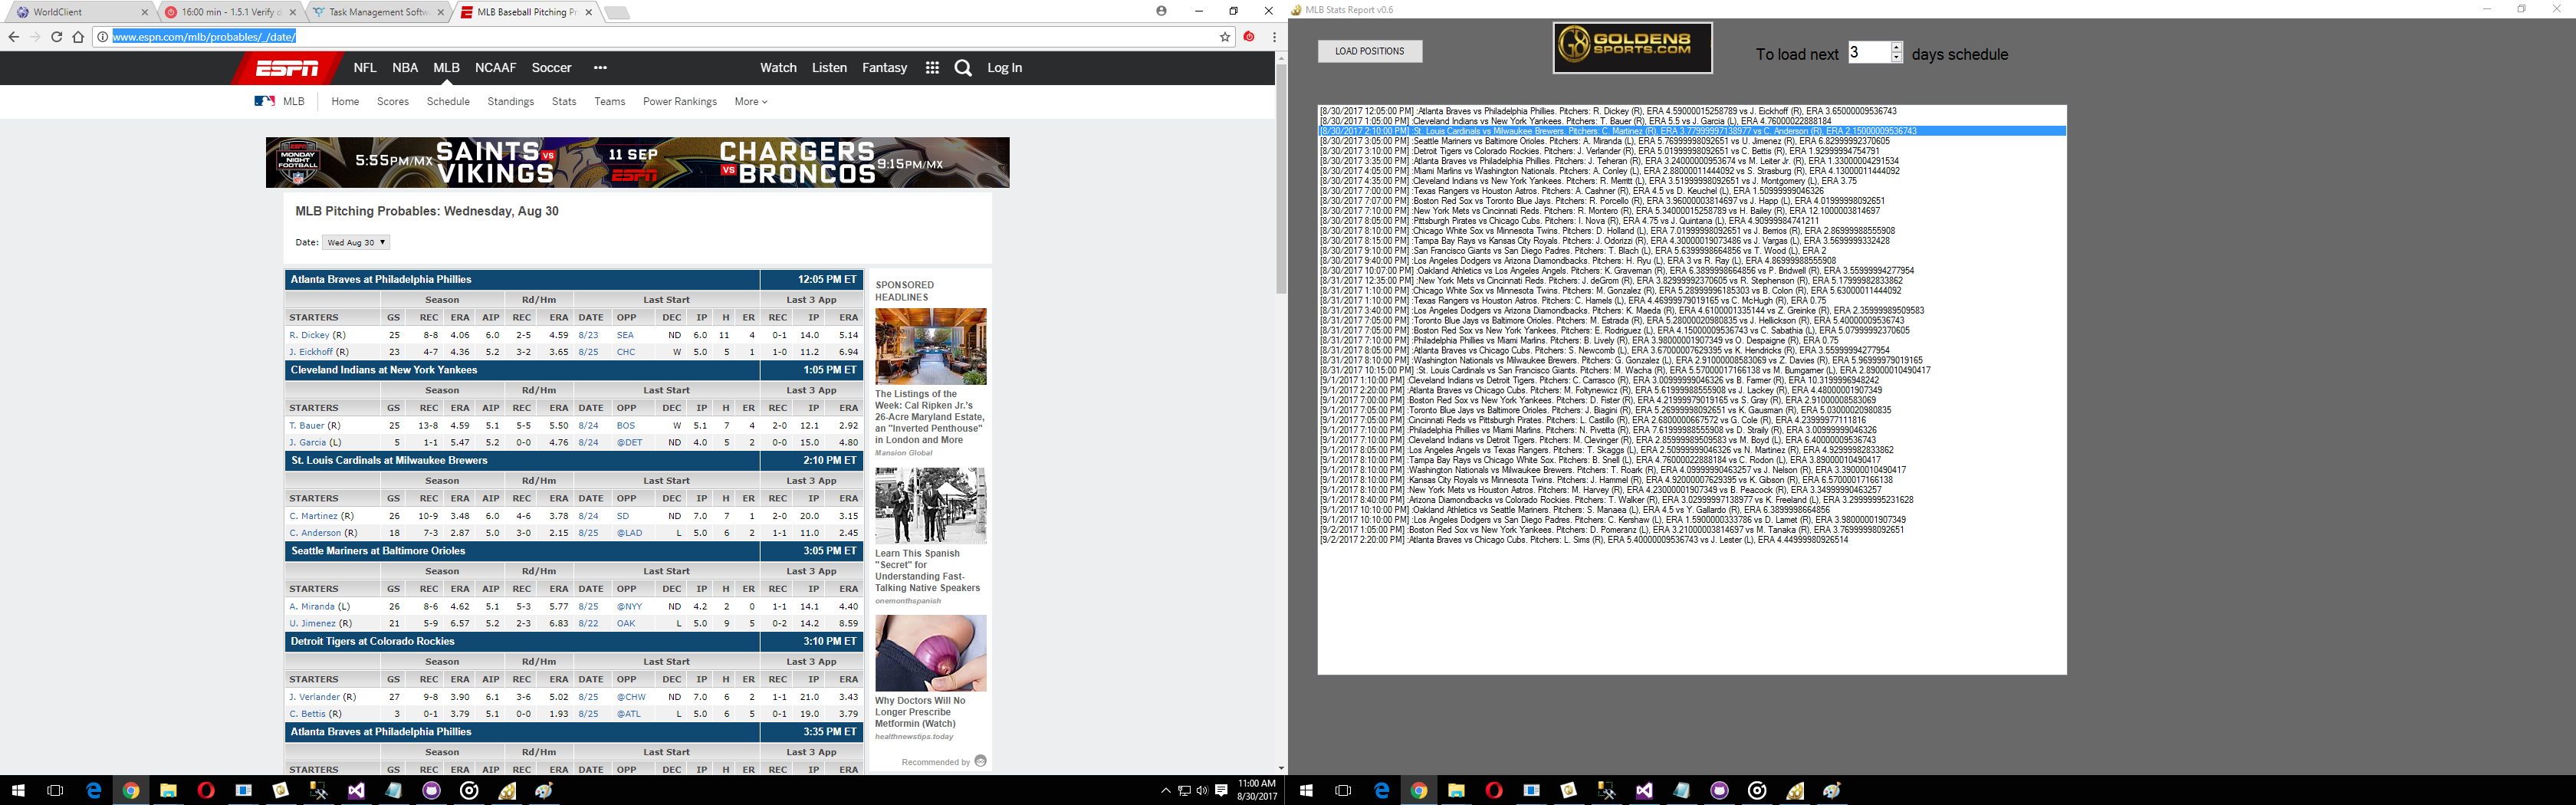 WorldClient
16:00 min - 1.5.1 Verify d
Task Management Softw
MLB Baseball Pitching Pr
www.espn.com/mlb/probables/_/date/
ESPN NFL NBA MLB NCAAF Soccer ••• Watch Listen Fantasy Log In
MLB Home Scores Schedule Standings Stats Teams Power Rankings More
ESPN MONDAY NIGHT FOOTBALL 5:55PM/MX SAINTS VS VIKINGS 11 SEP ESPN CHARGERS VS BRONCOS 9:15PM/MX
MLB Pitching Probables: Wednesday, Aug 30
Date: Wed Aug 30
Atlanta Braves at Philadelphia Phillies 12:05 PM ET
Season Rd/Hm Last Start Last 3 App
STARTERS GS REC ERA AIP REC ERA DATE OPP DEC IP H ER REC IP ERA
R. Dickey (R) 25 8-8 4.06 6.0 2-5 4.59 8/23 SEA ND 6.0 11 4 0-1 14.0 5.14
J. Eickhoff (R) 23 4-7 4.36 5.2 3-2 3.65 8/25 CHC W 5.0 5 1 1-0 11.2 6.94
Cleveland Indians at New York Yankees 1:05 PM ET
Season Rd/Hm Last Start Last 3 App
STARTERS GS REC ERA AIP REC ERA DATE OPP DEC IP H ER REC IP ERA
T. Bauer (R) 25 13-8 4.59 5.1 5-5 5.50 8/24 BOS W 5.1 7 4 2-0 12.1 2.92
J. Garcia (L) 5 1-1 5.47 5.2 0-0 4.76 8/24 @DET ND 4.0 5 2 0-0 15.0 4.80
St. Louis Cardinals at Milwaukee Brewers 2:10 PM ET
Season Rd/Hm Last Start Last 3 App
STARTERS GS REC ERA AIP REC ERA DATE OPP DEC IP H ER REC IP ERA
C. Martinez (R) 26 10-9 3.48 6.0 4-6 3.78 8/24 SD ND 7.0 7 1 2-0 20.0 3.15
C. Anderson (R) 18 7-3 2.87 5.0 3-0 2.15 8/25 @LAD L 5.0 6 2 1-1 11.0 2.45
Seattle Mariners at Baltimore Orioles 3:05 PM ET
Season Rd/Hm Last Start Last 3 App
STARTERS GS REC ERA AIP REC ERA DATE OPP DEC IP H ER REC IP ERA
A. Miranda (L) 26 8-6 4.62 5.1 5-3 5.77 8/25 @NYY ND 4.2 2 0 1-1 14.1 4.40
U. Jimenez (R) 21 5-9 6.57 5.2 2-3 6.83 8/22 OAK L 5.0 9 5 0-2 14.2 8.59
Detroit Tigers at Colorado Rockies 3:10 PM ET
Season Rd/Hm Last Start Last 3 App
STARTERS GS REC ERA AIP REC ERA DATE OPP DEC IP H ER REC IP ERA
J. Verlander (R) 27 9-8 3.90 6.1 3-6 5.02 8/25 @CHW ND 7.0 6 2 1-1 21.0 3.43
C. Bettis (R) 3 0-1 3.79 5.1 0-0 1.93 8/25 @ATL L 5.0 6 5 0-1 19.0 3.79
Atlanta Braves at Philadelphia Phillies 3:35 PM ET
Season Rd/Hm Last Start Last 3 App
STARTERS GS REC ERA AIP REC ERA DATE OPP DEC IP H ER REC IP ERA
SPONSORED
HEADLINES
The Listings of the
Week: Cal Ripken Jr.'s
26-Acre Maryland Estate,
an "Inverted Penthouse"
in London and More
Mansion Global
Learn This Spanish
"Secret" for
Understanding Fast-
Talking Native Speakers
onemonthspanish
Why Doctors Will No
Longer Prescribe
Metformin (Watch)
healthnewstips.today
Recommended by
11:00 AM
8/30/2017
MLB Stats Report v0.6
LOAD POSITIONS
G8 GOLDEN8 SPORTS.COM
To load next 3 days schedule
[8/30/2017 12:05:00 PM] :Atlanta Braves vs Philadelphia Phillies. Pitchers: R. Dickey (R), ERA 4.59000015258789 vs J. Eickhoff (R), ERA 3.65000009536743
[8/30/2017 1:05:00 PM] :Cleveland Indians vs New York Yankees. Pitchers: T. Bauer (R), ERA 5.5 vs J. Garcia (L), ERA 4.76000022888184
[8/30/2017 2:10:00 PM] :St. Louis Cardinals vs Milwaukee Brewers. Pitchers: C. Martinez (R), ERA 3.77999997138977 vs C. Anderson (R), ERA 2.15000009536743
[8/30/2017 3:05:00 PM] :Seattle Mariners vs Baltimore Orioles. Pitchers: A. Miranda (L), ERA 5.76999998092651 vs U. Jimenez (R), ERA 6.82999992370605
[8/30/2017 3:10:00 PM] :Detroit Tigers vs Colorado Rockies. Pitchers: J. Verlander (R), ERA 5.01999998092651 vs C. Bettis (R), ERA 1.92999994754791
[8/30/2017 3:35:00 PM] :Atlanta Braves vs Philadelphia Phillies. Pitchers: J. Teheran (R), ERA 3.24000000953674 vs M. Leiter Jr. (R), ERA 1.33000004291534
[8/30/2017 4:05:00 PM] :Miami Marlins vs Washington Nationals. Pitchers: A. Conley (L), ERA 2.88000011444092 vs S. Strasburg (R), ERA 4.13000011444092
[8/30/2017 4:35:00 PM] :Cleveland Indians vs New York Yankees. Pitchers: R. Merritt (L), ERA 3.51999998092651 vs J. Montgomery (L), ERA 3.75
[8/30/2017 7:00:00 PM] :Texas Rangers vs Houston Astros. Pitchers: A. Cashner (R), ERA 4.5 vs D. Keuchel (L), ERA 1.50999999046326
[8/30/2017 7:07:00 PM] :Boston Red Sox vs Toronto Blue Jays. Pitchers: R. Porcello (R), ERA 3.96000003814697 vs J. Happ (L), ERA 4.01999998092651
[8/30/2017 7:10:00 PM] :New York Mets vs Cincinnati Reds. Pitchers: R. Montero (R), ERA 5.34000015258789 vs H. Bailey (R), ERA 12.1000003814697
[8/30/2017 8:05:00 PM] :Pittsburgh Pirates vs Chicago Cubs. Pitchers: I. Nova (R), ERA 4.75 vs J. Quintana (L), ERA 4.90999984741211
[8/30/2017 8:10:00 PM] :Chicago White Sox vs Minnesota Twins. Pitchers: D. Holland (L), ERA 7.01999998092651 vs J. Berrios (R), ERA 2.86999988555908
[8/30/2017 8:15:00 PM] :Tampa Bay Rays vs Kansas City Royals. Pitchers: J. Odorizzi (R), ERA 4.30000019073486 vs J. Vargas (L), ERA 3.5699999332428
[8/30/2017 9:10:00 PM] :San Francisco Giants vs San Diego Padres. Pitchers: T. Blach (L), ERA 5.6399998664856 vs T. Wood (L), ERA 2
[8/30/2017 9:40:00 PM] :Los Angeles Dodgers vs Arizona Diamondbacks. Pitchers: H. Ryu (L), ERA 3 vs R. Ray (L), ERA 4.86999988555908
[8/30/2017 10:07:00 PM] :Oakland Athletics vs Los Angeles Angels. Pitchers: K. Graveman (R), ERA 6.3899998664856 vs P. Bridwell (R), ERA 3.55999994277954
[8/31/2017 12:35:00 PM] :New York Mets vs Cincinnati Reds. Pitchers: J. deGrom (R), ERA 3.82999992370605 vs R. Stephenson (R), ERA 5.17999982833862
[8/31/2017 1:10:00 PM] :Chicago White Sox vs Minnesota Twins. Pitchers: M. Gonzalez (R), ERA 5.28999996185303 vs B. Colon (R), ERA 5.63000011444092
[8/31/2017 1:10:00 PM] :Texas Rangers vs Houston Astros. Pitchers: C. Hamels (L), ERA 4.46999979019165 vs C. McHugh (R), ERA 0.75
[8/31/2017 3:40:00 PM] :Los Angeles Dodgers vs Arizona Diamondbacks. Pitchers: K. Maeda (R), ERA 4.6100001335144 vs Z. Greinke (R), ERA 2.35999989509583
[8/31/2017 7:05:00 PM] :Toronto Blue Jays vs Baltimore Orioles. Pitchers: M. Estrada (R), ERA 5.28000020980835 vs J. Hellickson (R), ERA 5.40000009536743
[8/31/2017 7:05:00 PM] :Boston Red Sox vs New York Yankees. Pitchers: E. Rodriguez (L), ERA 4.15000009536743 vs C. Sabathia (L), ERA 5.07999992370605
[8/31/2017 7:10:00 PM] :Philadelphia Phillies vs Miami Marlins. Pitchers: B. Lively (R), ERA 3.98000001907349 vs O. Despaigne (R), ERA 0.75
[8/31/2017 8:05:00 PM] :Atlanta Braves vs Chicago Cubs. Pitchers: S. Newcomb (L), ERA 3.67000007629395 vs K. Hendricks (R), ERA 3.55999994277954
[8/31/2017 8:10:00 PM] :Washington Nationals vs Milwaukee Brewers. Pitchers: G. Gonzalez (L), ERA 2.91000008583069 vs Z. Davies (R), ERA 5.96999979019165
[8/31/2017 10:15:00 PM] :St. Louis Cardinals vs San Francisco Giants. Pitchers: M. Wacha (R), ERA 5.57000017166138 vs M. Bumgarner (L), ERA 2.89000010490417
[9/1/2017 1:10:00 PM] :Cleveland Indians vs Detroit Tigers. Pitchers: C. Carrasco (R), ERA 3.00999999046326 vs B. Farmer (R), ERA 10.3199996948242
[9/1/2017 2:20:00 PM] :Atlanta Braves vs Chicago Cubs. Pitchers: M. Foltynewicz (R), ERA 5.61999988555908 vs J. Lackey (R), ERA 4.48000001907349
[9/1/2017 7:00:00 PM] :Boston Red Sox vs New York Yankees. Pitchers: D. Fister (R), ERA 4.21999979019165 vs S. Gray (R), ERA 2.91000008583069
[9/1/2017 7:05:00 PM] :Toronto Blue Jays vs Baltimore Orioles. Pitchers: J. Biagini (R), ERA 5.26999998092651 vs K. Gausman (R), ERA 5.03000020980835
[9/1/2017 7:05:00 PM] :Cincinnati Reds vs Pittsburgh Pirates. Pitchers: L. Castillo (R), ERA 2.6800000667572 vs G. Cole (R), ERA 4.23999977111816
[9/1/2017 7:10:00 PM] :Philadelphia Phillies vs Miami Marlins. Pitchers: N. Pivetta (R), ERA 7.61999988555908 vs D. Straily (R), ERA 3.00999999046326
[9/1/2017 7:10:00 PM] :Cleveland Indians vs Detroit Tigers. Pitchers: M. Clevinger (R), ERA 2.85999989509583 vs M. Boyd (L), ERA 6.40000009536743
[9/1/2017 8:05:00 PM] :Los Angeles Angels vs Texas Rangers. Pitchers: T. Skaggs (L), ERA 2.50999999046326 vs N. Martinez (R), ERA 4.92999982833862
[9/1/2017 8:10:00 PM] :Tampa Bay Rays vs Chicago White Sox. Pitchers: B. Snell (L), ERA 4.76000022888184 vs C. Rodon (L), ERA 3.89000010490417
[9/1/2017 8:10:00 PM] :Washington Nationals vs Milwaukee Brewers. Pitchers: T. Roark (R), ERA 4.09999990463257 vs J. Nelson (R), ERA 3.39000010490417
[9/1/2017 8:10:00 PM] :Kansas City Royals vs Minnesota Twins. Pitchers: J. Hammel (R), ERA 4.92000007629395 vs K. Gibson (R), ERA 6.57000017166138
[9/1/2017 8:10:00 PM] :New York Mets vs Houston Astros. Pitchers: M. Harvey (R), ERA 4.23000001907349 vs B. Peacock (R), ERA 3.34999990463257
[9/1/2017 8:40:00 PM] :Arizona Diamondbacks vs Colorado Rockies. Pitchers: T. Walker (R), ERA 3.02999997138977 vs K. Freeland (L), ERA 3.29999995231628
[9/1/2017 10:10:00 PM] :Oakland Athletics vs Seattle Mariners. Pitchers: S. Manaea (L), ERA 4.5 vs Y. Gallardo (R), ERA 6.3899998664856
[9/1/2017 10:10:00 PM] :Los Angeles Dodgers vs San Diego Padres. Pitchers: C. Kershaw (L), ERA 1.5900000333786 vs D. Lamet (R), ERA 3.98000001907349
[9/2/2017 1:05:00 PM] :Boston Red Sox vs New York Yankees. Pitchers: D. Pomeranz (L), ERA 3.21000003814697 vs M. Tanaka (R), ERA 3.76999998092651
[9/2/2017 2:20:00 PM] :Atlanta Braves vs Chicago Cubs. Pitchers: L. Sims (R), ERA 5.40000009536743 vs J. Lester (L), ERA 4.44999980926514